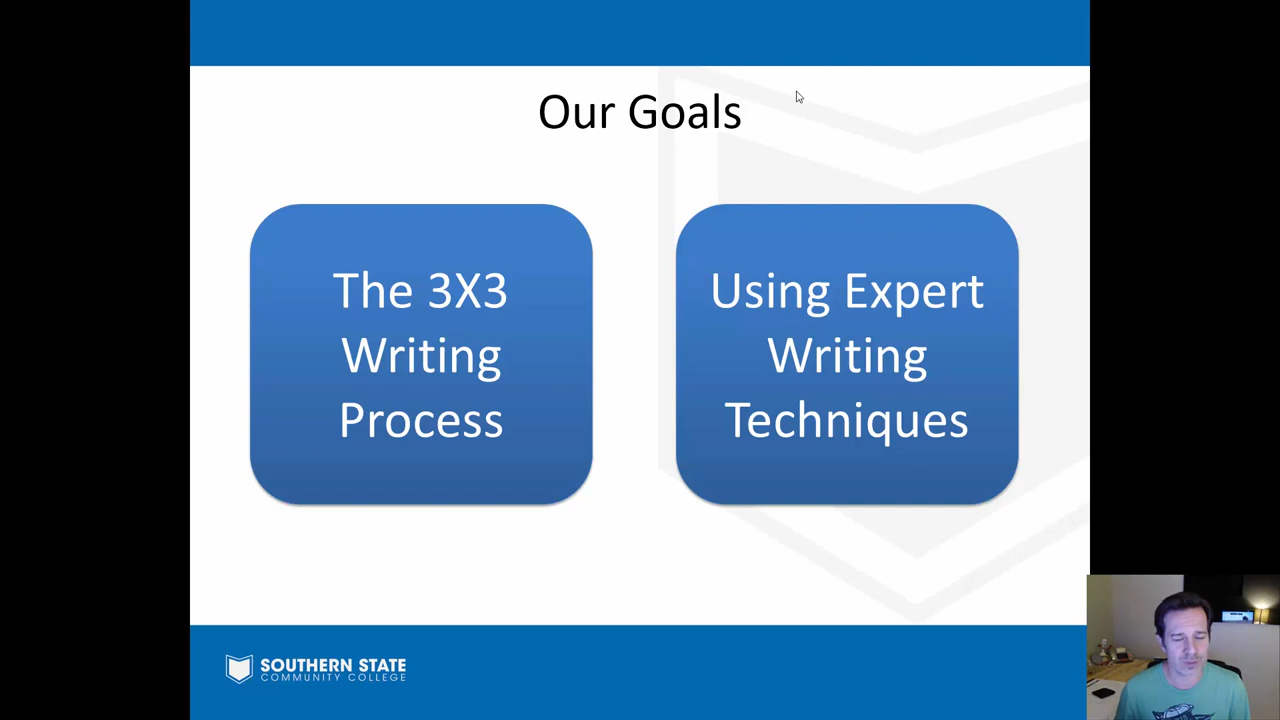 Our Goals
The 3X3
Writing
Process
Using Expert
Writing
Techniques
SOUTHERN STATE
COMMUNITY COLLEGE